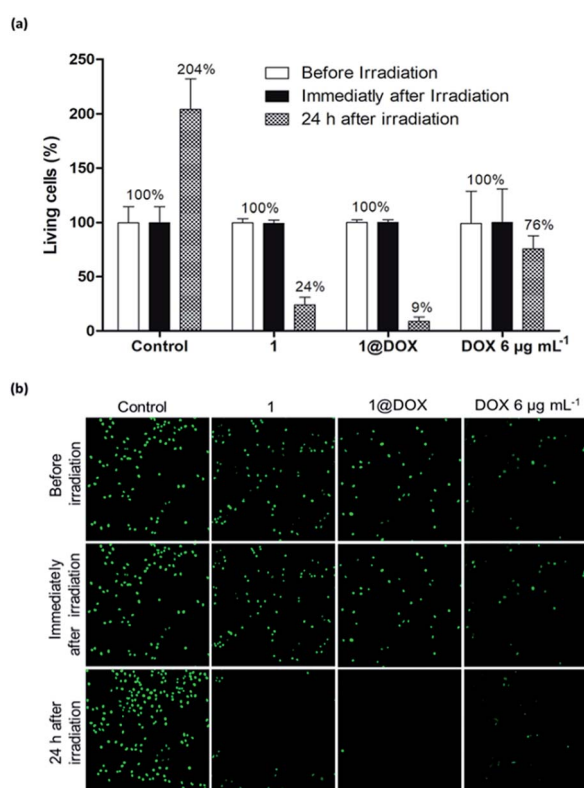 (a)
Living cells (%)
250
200
150
100
50
0
Before Irradiation
Immediatly after Irradiation
24 h after irradiation
100%
204%
100%
24%
100%
9%
100%
76%
Control
1
1@DOX
DOX 6 µg mL⁻¹
(b)
Control
1
1@DOX
DOX 6 µg mL⁻¹
Before
irradiation
Immediately
after irradiation
24 h after
irradiation